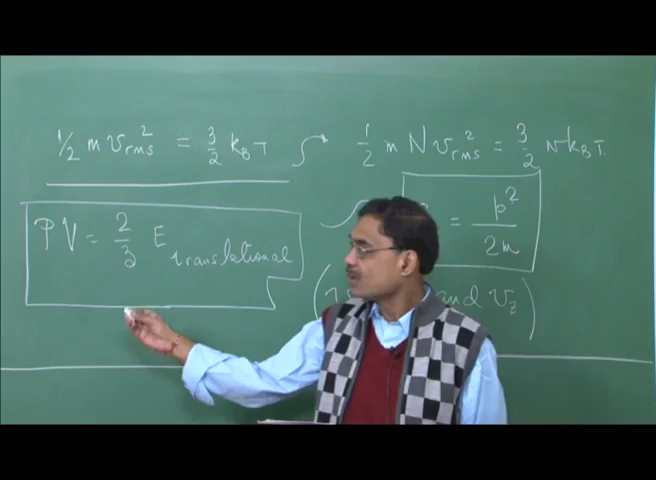 1/2 m v_rms^2 = 3/2 k_B T
1/2 m N v_rms^2 = 3/2 N k_B T.
PV = 2/3 E translational
= p^2 / 2m
and v_z )